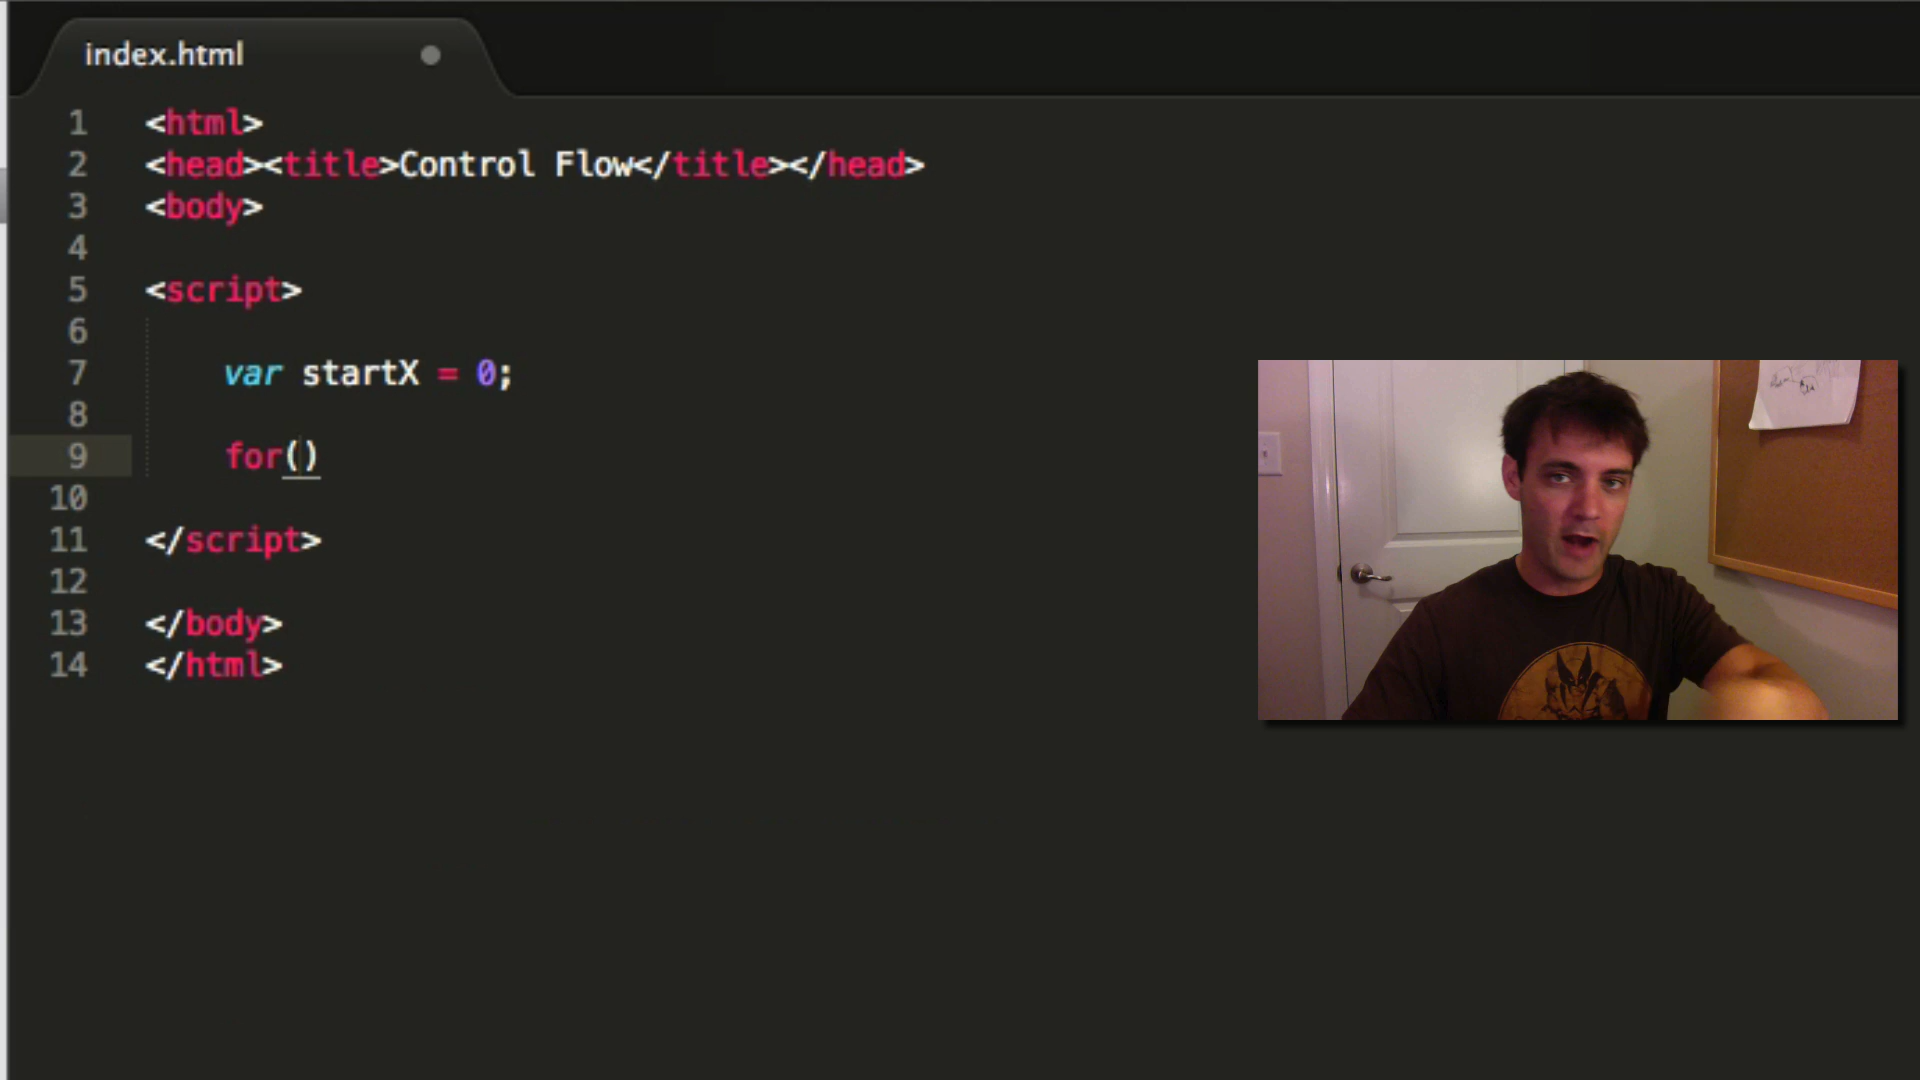 index.html
1 <html>
2 <head><title>Control Flow</title></head>
3 <body>
4
5 <script>
6
7 var startX = 0;
8
9 for()
10
11 </script>
12
13 </body>
14 </html>